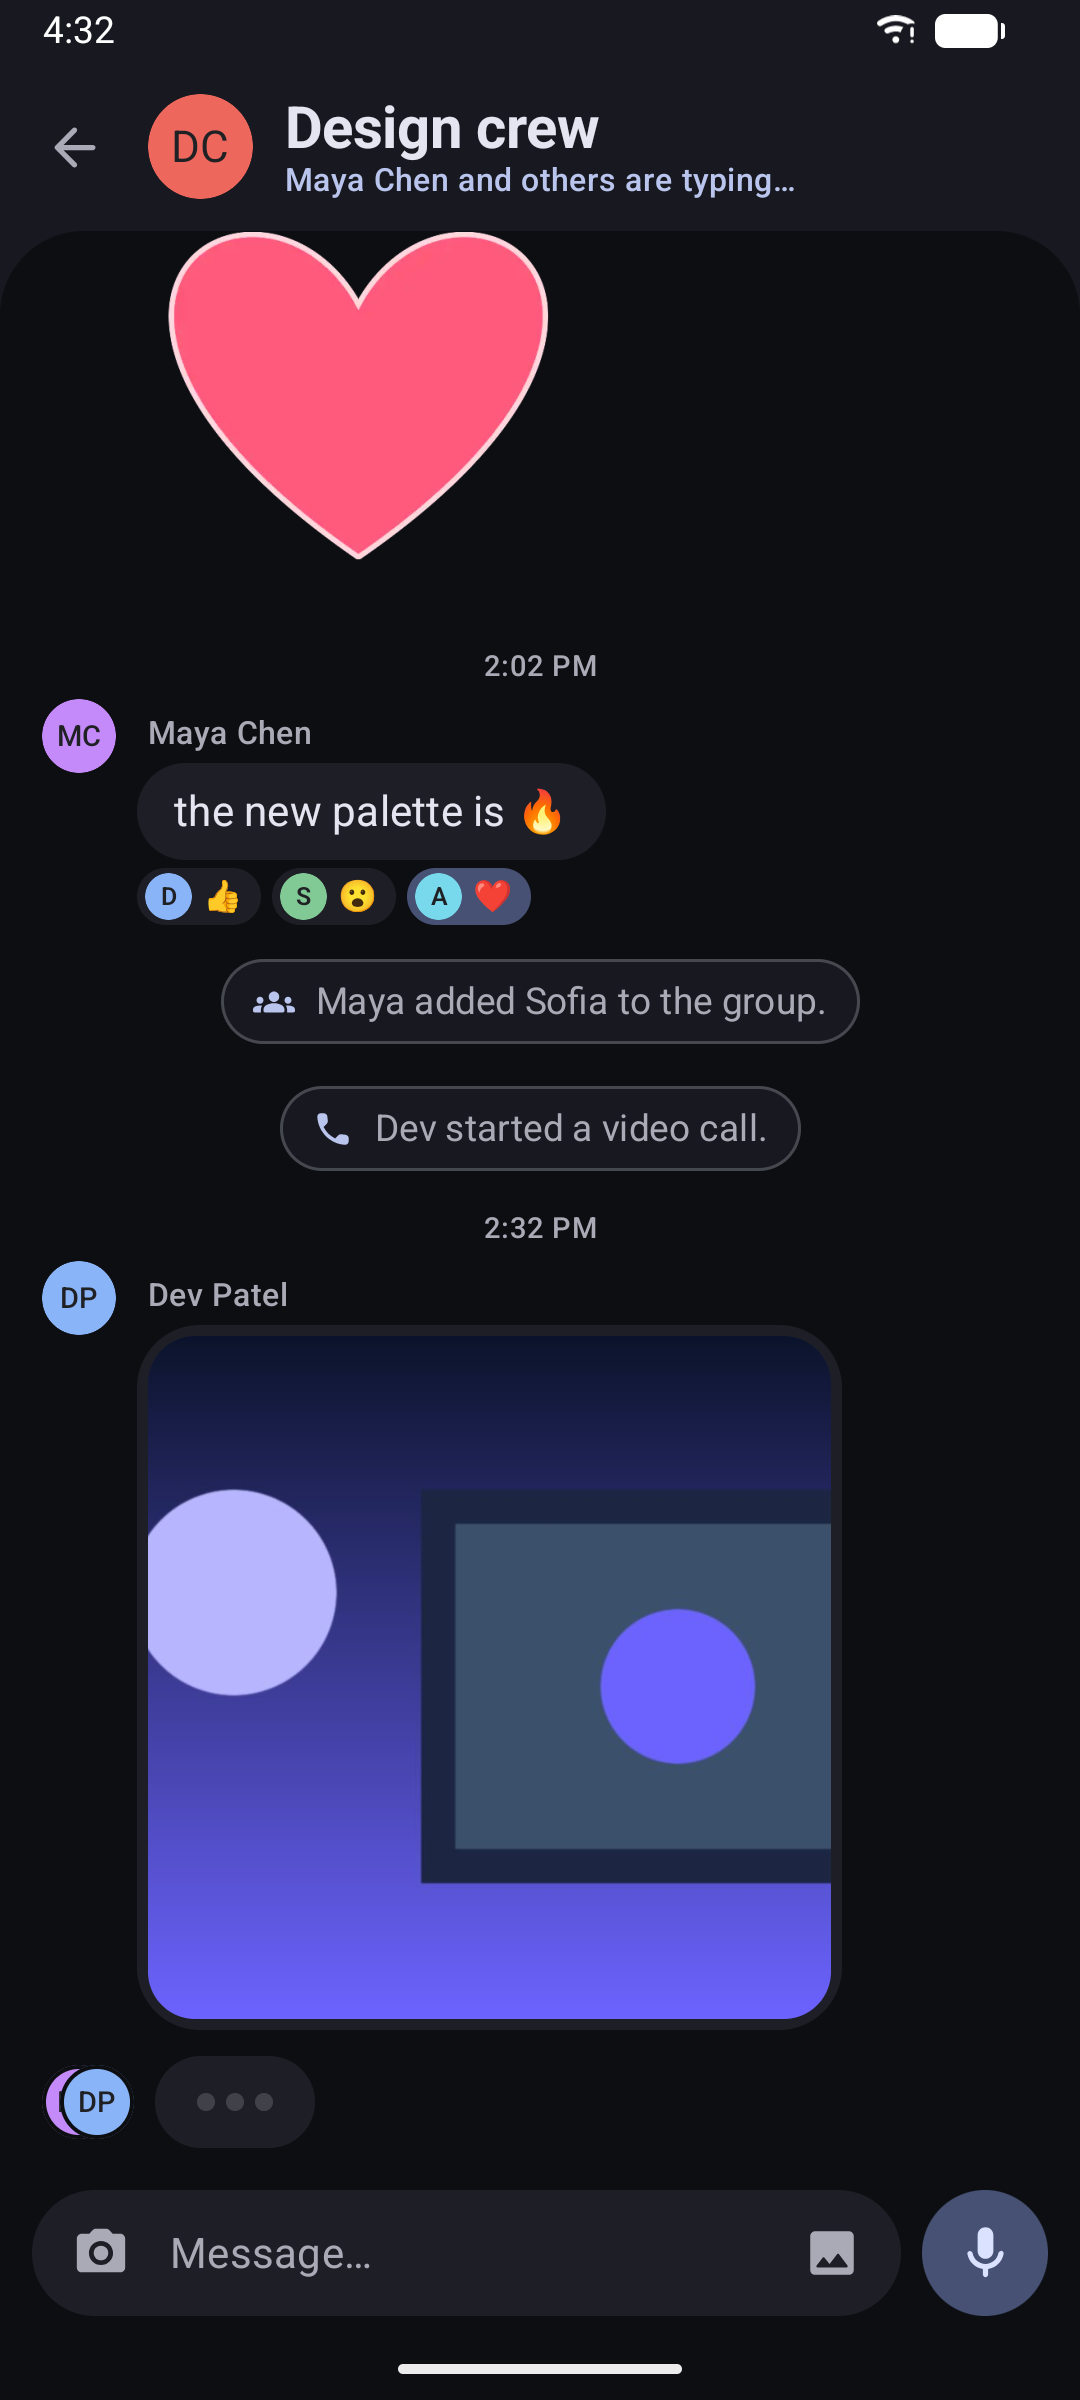 4:32
DC
Design crew
Maya Chen and others are typing…
2:02 PM
MC
Maya Chen
the new palette is 🔥
D 👍 S 😮 A ❤️
Maya added Sofia to the group.
Dev started a video call.
2:32 PM
DP
Dev Patel
DP
Message…